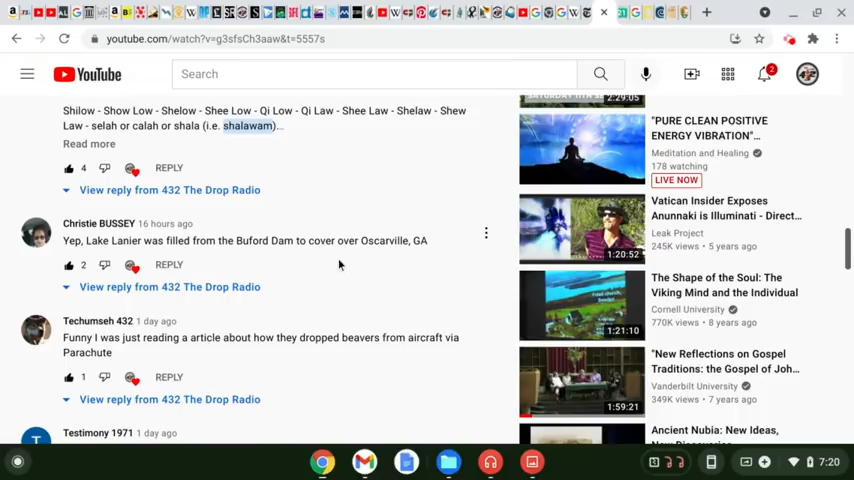 youtube.com/watch?v=g3sfsCh3aaw&t=5557s
YouTube
Search
2
Shilow - Show Low - Shelow - Shee Low - Qi Low - Qi Law - Shee Law - Shelaw - Shew
Law - selah or calah or shala (i.e. shalawam)...
Read more
4
REPLY
View reply from 432 The Drop Radio
Christie BUSSEY 16 hours ago
Yep, Lake Lanier was filled from the Buford Dam to cover over Oscarville, GA
2
REPLY
View reply from 432 The Drop Radio
Techumseh 432 1 day ago
Funny I was just reading a article about how they dropped beavers from aircraft via
Parachute
1
REPLY
View reply from 432 The Drop Radio
T
Testimony 1971 1 day ago
2:29:05
"PURE CLEAN POSITIVE
ENERGY VIBRATION"...
Meditation and Healing
178 watching
LIVE NOW
Vatican Insider Exposes
Anunnaki is Illuminati - Direct...
Leak Project
245K views • 5 years ago
1:20:52
The Shape of the Soul: The
Viking Mind and the Individual
Cornell University
770K views • 8 years ago
1:21:10
"New Reflections on Gospel
Traditions: the Gospel of Joh...
Vanderbilt University
349K views • 7 years ago
1:59:21
Ancient Nubia: New Ideas,
New Discoveries
7:20